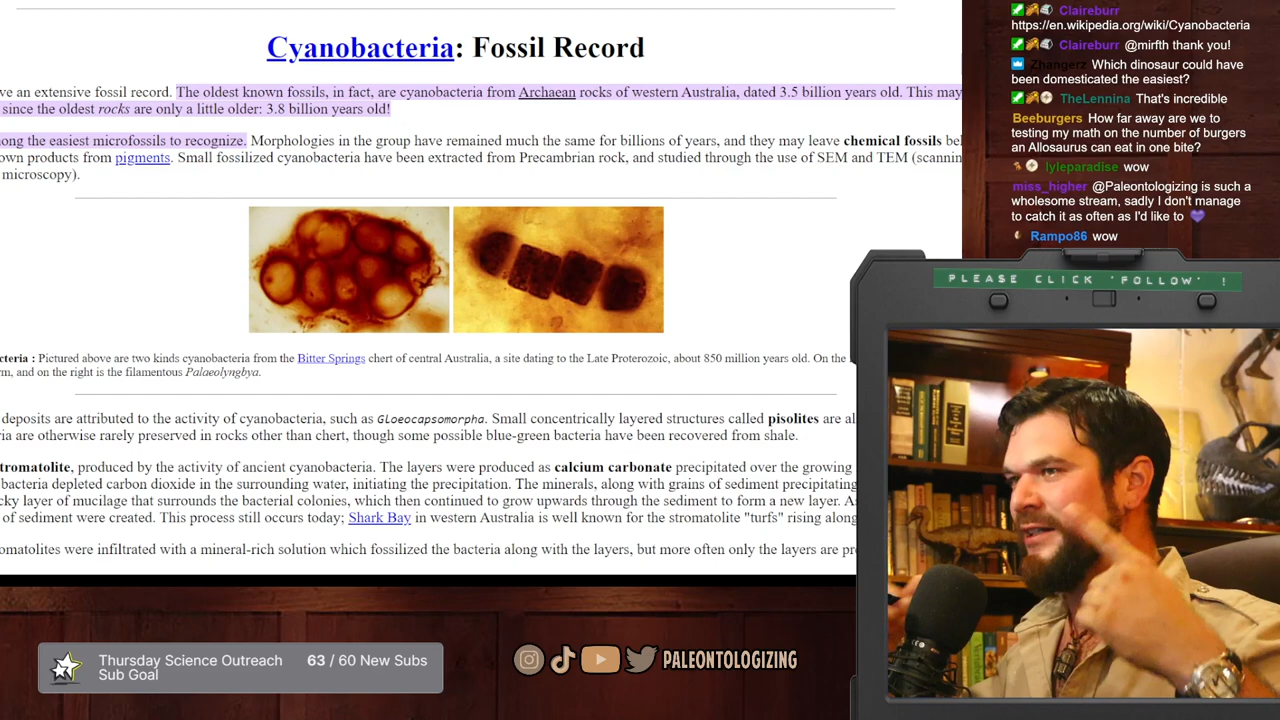 Cyanobacteria: Fossil Record
ve an extensive fossil record. The oldest known fossils, in fact, are cyanobacteria from Archaean rocks of western Australia, dated 3.5 billion years old. This may
since the oldest rocks are only a little older: 3.8 billion years old!
ong the easiest microfossils to recognize. Morphologies in the group have remained much the same for billions of years, and they may leave chemical fossils be
own products from pigments. Small fossilized cyanobacteria have been extracted from Precambrian rock, and studied through the use of SEM and TEM (scannin
microscopy).
cteria : Pictured above are two kinds cyanobacteria from the Bitter Springs chert of central Australia, a site dating to the Late Proterozoic, about 850 million years old. On the
rm, and on the right is the filamentous Palaeolyngbya.
deposits are attributed to the activity of cyanobacteria, such as Gloeocapsomorpha. Small concentrically layered structures called pisolites are al
ria are otherwise rarely preserved in rocks other than chert, though some possible blue-green bacteria have been recovered from shale.
tromatolite, produced by the activity of ancient cyanobacteria. The layers were produced as calcium carbonate precipitated over the growing
bacteria depleted carbon dioxide in the surrounding water, initiating the precipitation. The minerals, along with grains of sediment precipitating
cky layer of mucilage that surrounds the bacterial colonies, which then continued to grow upwards through the sediment to form a new layer. A
of sediment were created. This process still occurs today; Shark Bay in western Australia is well known for the stromatolite "turfs" rising along
omatolites were infiltrated with a mineral-rich solution which fossilized the bacteria along with the layers, but more often only the layers are pr
Claireburr
https://en.wikipedia.org/wiki/Cyanobacteria
Claireburr @mirfth thank you!
Zhangerz Which dinosaur could have
been domesticated the easiest?
TheLennina That's incredible
Beeburgers How far away are we to
testing my math on the number of burgers
an Allosaurus can eat in one bite?
lyleparadise wow
miss_higher @Paleontologizing is such a
wholesome stream, sadly I don't manage
to catch it as often as I'd like to
Rampo86 wow
PLEASE CLICK 'FOLLOW' !
Thursday Science Outreach 63 / 60 New Subs
Sub Goal
PALEONTOLOGIZING